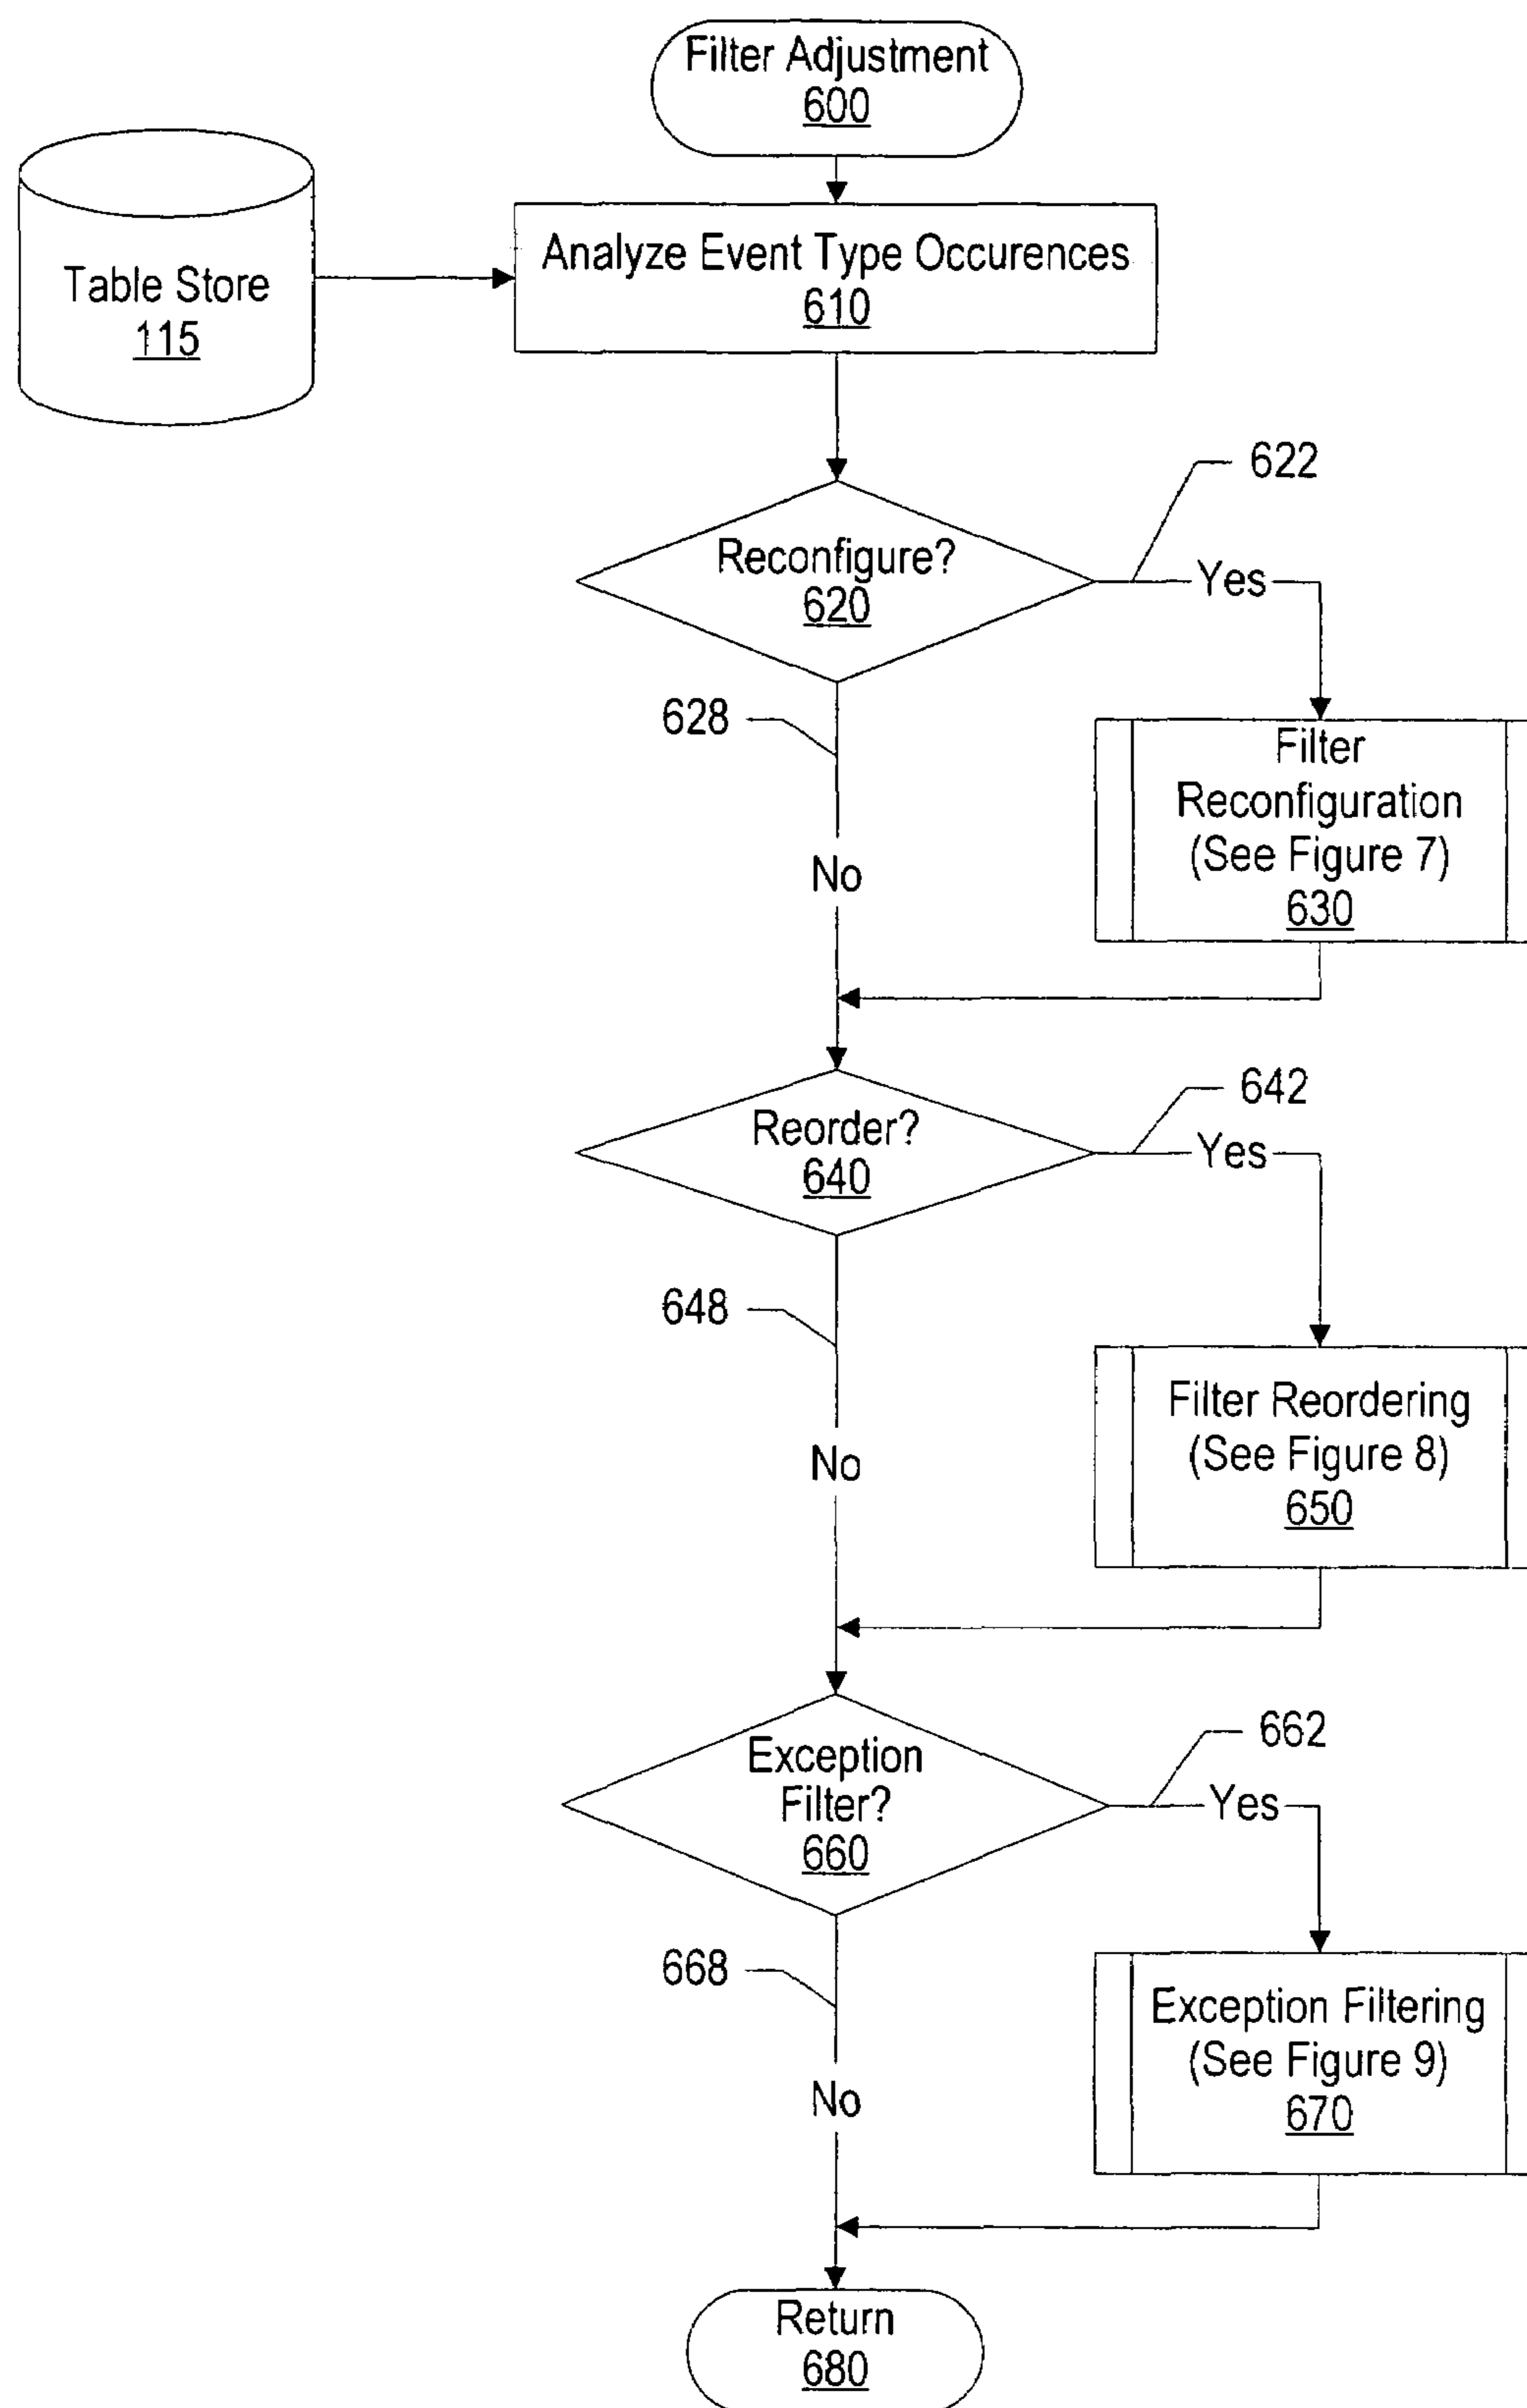 Filter Adjustment
600
Table Store
115
Analyze Event Type Occurences
610
622
Reconfigure?
620
Yes
628
No
Filter
Reconfiguration
(See Figure 7)
630
642
Reorder?
640
Yes
648
No
Filter Reordering
(See Figure 8)
650
662
Exception
Filter?
660
Yes
668
No
Exception Filtering
(See Figure 9)
670
Return
680